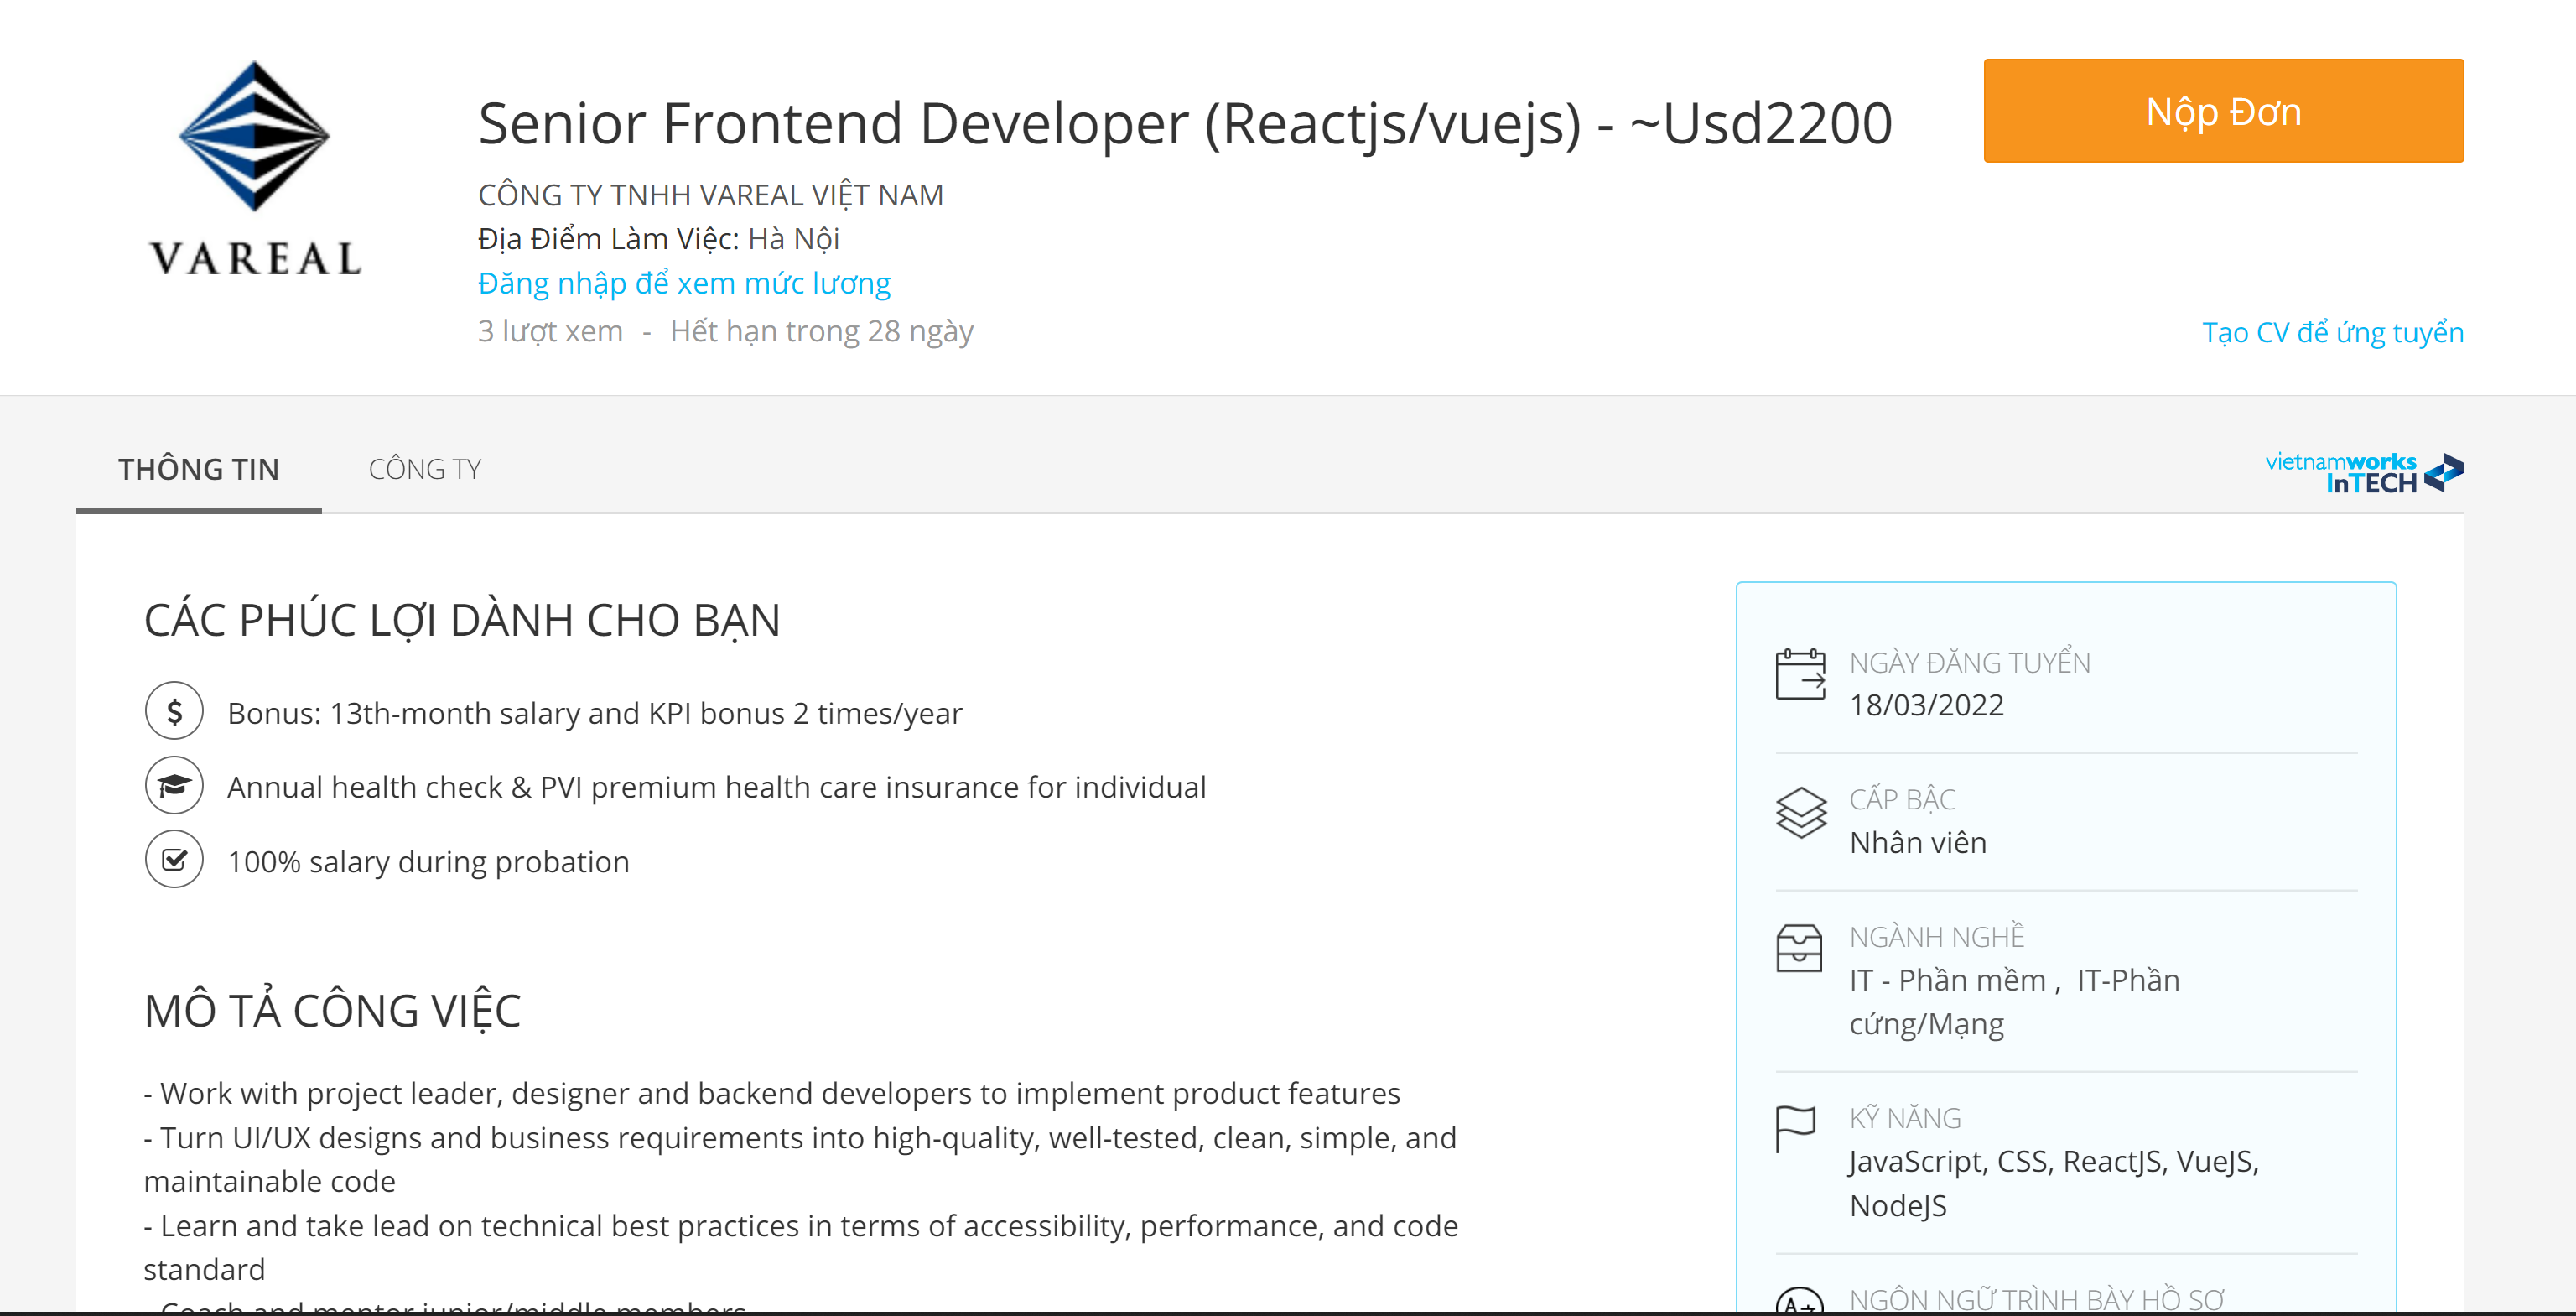 VAREAL
Senior Frontend Developer (Reactjs/vuejs) - ~Usd2200
CÔNG TY TNHH VAREAL VIỆT NAM
Địa Điểm Làm Việc: Hà Nội
Đăng nhập để xem mức lương
3 lượt xem - Hết hạn trong 28 ngày
Nộp Đơn
Tạo CV để ứng tuyển
THÔNG TIN
CÔNG TY
vietnamworks
InTECH
CÁC PHÚC LỢI DÀNH CHO BẠN
Bonus: 13th-month salary and KPI bonus 2 times/year
Annual health check & PVI premium health care insurance for individual
100% salary during probation
MÔ TẢ CÔNG VIỆC
- Work with project leader, designer and backend developers to implement product features
- Turn UI/UX designs and business requirements into high-quality, well-tested, clean, simple, and
maintainable code
- Learn and take lead on technical best practices in terms of accessibility, performance, and code
standard
- Coach and mentor junior/middle members
NGÀY ĐĂNG TUYỂN
18/03/2022
CẤP BẬC
Nhân viên
NGÀNH NGHỀ
IT - Phần mềm , IT-Phần
cứng/Mạng
KỸ NĂNG
JavaScript, CSS, ReactJS, VueJS,
NodeJS
NGÔN NGỮ TRÌNH BÀY HỒ SƠ